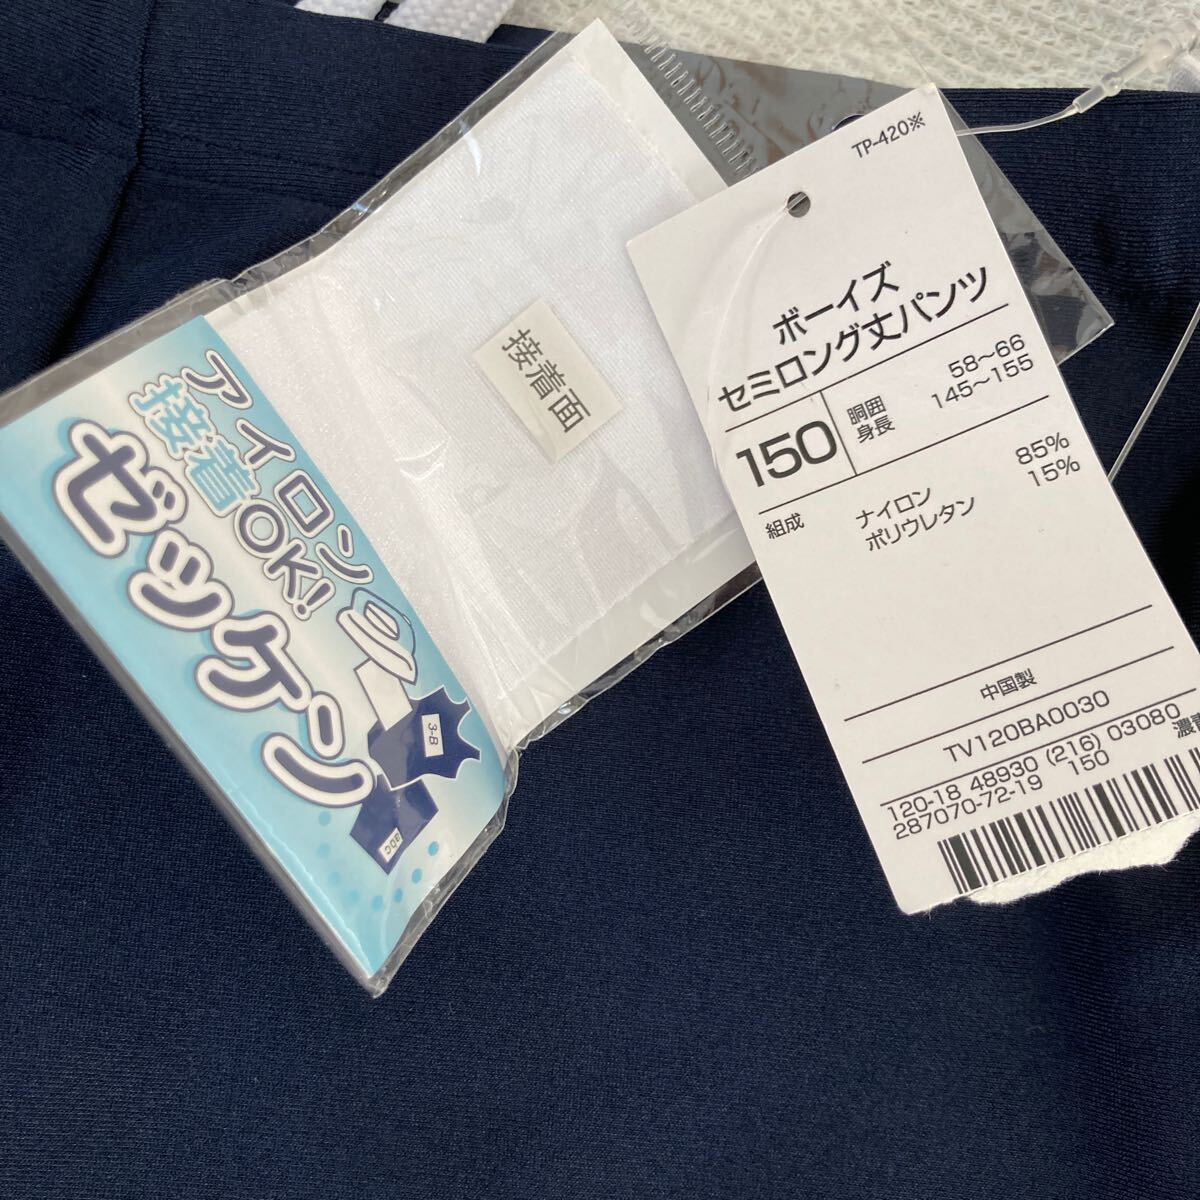 アイロン
接着OK!
ゼッケン
3-B
abc
接着面
TP-420※
ボーイズ
セミロング丈パンツ
150
胴囲 58～66
身長 145～155
組成 ナイロン 85%
ポリウレタン 15%
中国製
TV120BA0030
120-18 48930 (216) 03080
287070-72-19 150